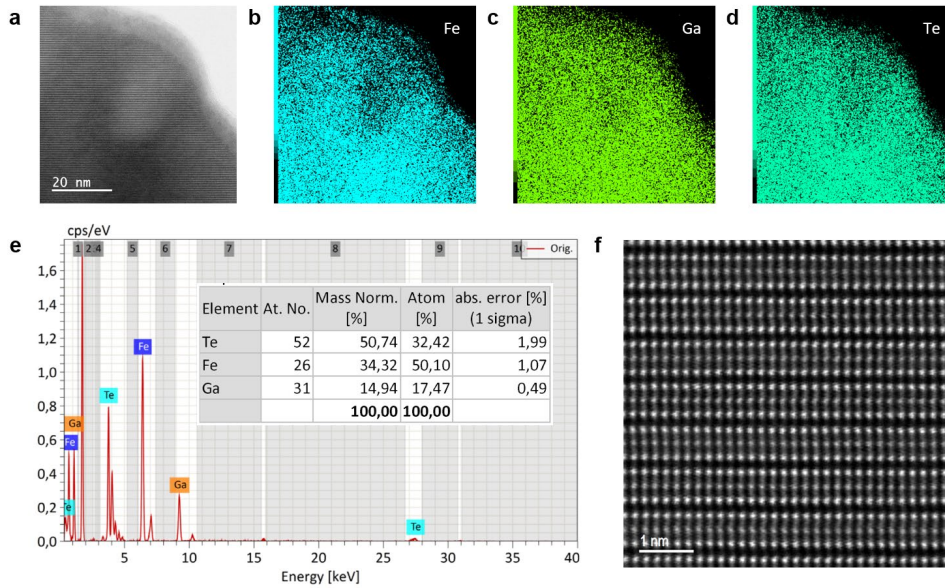 a
b
c
d
Fe
Ga
Te
20 nm
e
cps/eV
1 2 4 5 6 7 8 9 10
Orig.
1,6
1,4
1,2
1,0
0,8
0,6
0,4
0,2
0,0
Element At. No. Mass Norm. [%] Atom [%] abs. error [%] (1 sigma)
Te 52 50,74 32,42 1,99
Fe 26 34,32 50,10 1,07
Ga 31 14,94 17,47 0,49
100,00 100,00
Fe
Te
Ga
Fe
Te
Ga
Te
5 10 15 20 25 30 35 40
Energy [keV]
f
1 nm